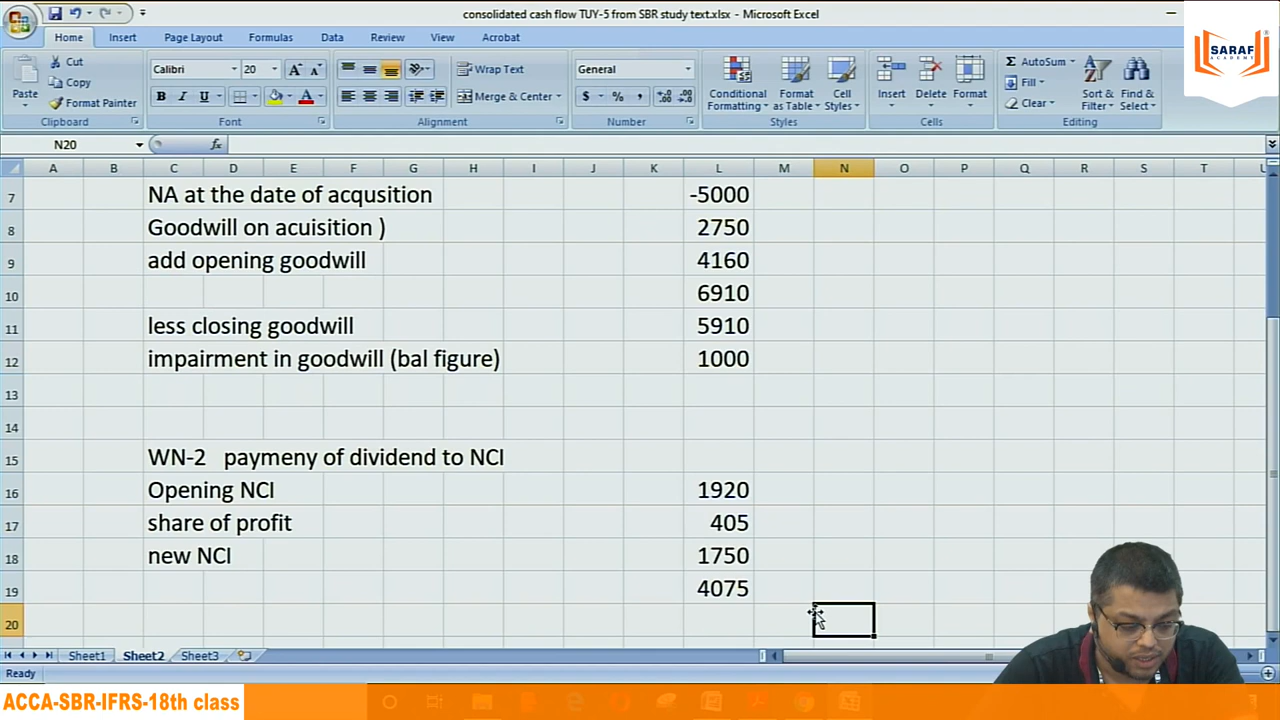 consolidated cash flow TUY-5 from SBR study text.xlsx - Microsoft Excel
SARAF
ACADEMY
Home Insert Page Layout Formulas Data Review View Acrobat
Paste
Cut
Copy
Format Painter
Clipboard
Calibri 20
B I U
Font
Wrap Text
Merge & Center
Alignment
General
$ % ,
Number
Conditional Formatting
Format as Table
Cell Styles
Styles
Insert Delete Format
Cells
Σ AutoSum
Fill
Clear
Sort & Filter
Find & Select
Editing
N20 fx
A B C D E F G H I J K L M N O P Q R S T
7 NA at the date of acqusition -5000
8 Goodwill on acuisition ) 2750
9 add opening goodwill 4160
10 6910
11 less closing goodwill 5910
12 impairment in goodwill (bal figure) 1000
13
14
15 WN-2 paymeny of dividend to NCI
16 Opening NCI 1920
17 share of profit 405
18 new NCI 1750
19 4075
20
Sheet1 Sheet2 Sheet3
Ready
ACCA-SBR-IFRS-18th class